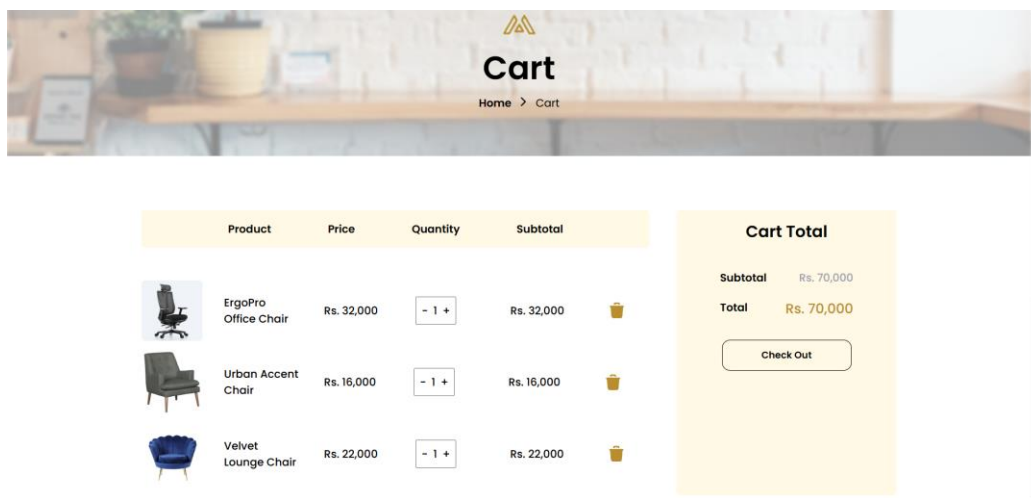 Cart
Home > Cart
Product Price Quantity Subtotal
ErgoPro
Office Chair
Rs. 32,000
- 1 +
Rs. 32,000
Urban Accent
Chair
Rs. 16,000
- 1 +
Rs. 16,000
Velvet
Lounge Chair
Rs. 22,000
- 1 +
Rs. 22,000
Cart Total
Subtotal Rs. 70,000
Total Rs. 70,000
Check Out